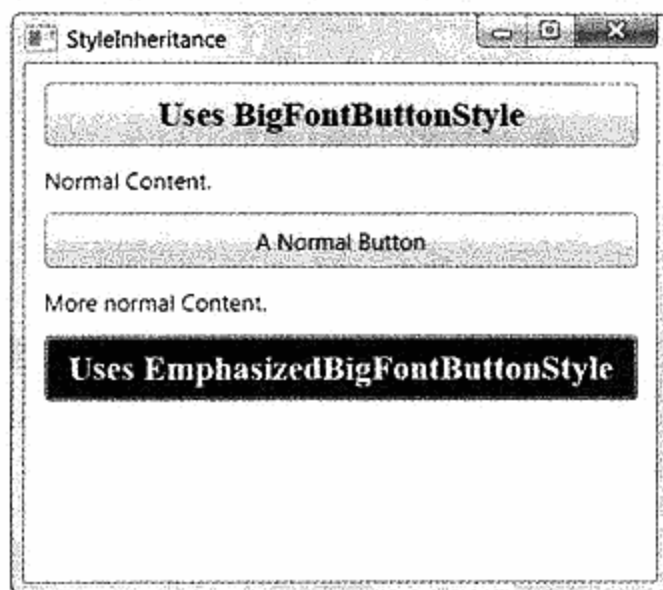 StyleInheritance
Uses BigFontButtonStyle
Normal Content.
A Normal Button
More normal Content.
Uses EmphasizedBigFontButtonStyle